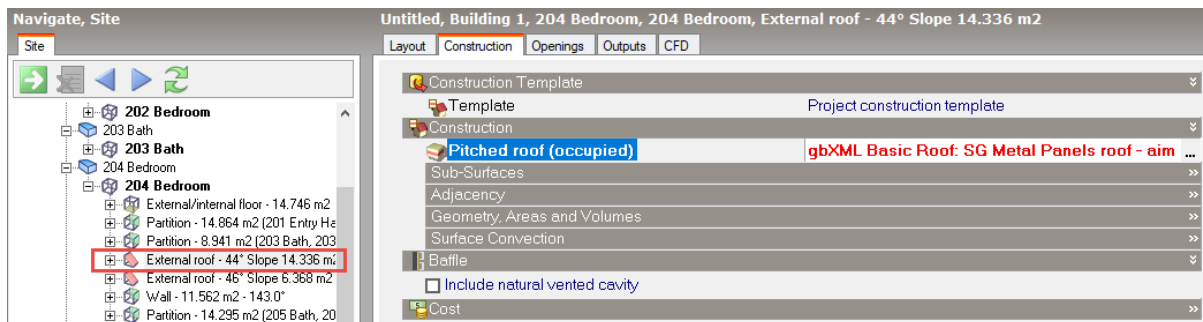 Navigate, Site
Site
202 Bedroom
203 Bath
203 Bath
204 Bedroom
204 Bedroom
External/internal floor - 14.746 m2
Partition - 14.864 m2 (201 Entry Ha
Partition - 8.941 m2 (203 Bath, 203
External roof - 44° Slope 14.336 m2
External roof - 46° Slope 6.368 m2
Wall - 11.562 m2 - 143.0°
Partition - 14.295 m2 (205 Bath, 20
Untitled, Building 1, 204 Bedroom, 204 Bedroom, External roof - 44° Slope 14.336 m2
Layout Construction Openings Outputs CFD
Construction Template
Template Project construction template
Construction
Pitched roof (occupied) gbXML Basic Roof: SG Metal Panels roof - aim ...
Sub-Surfaces
Adjacency
Geometry, Areas and Volumes
Surface Convection
Baffle
Include natural vented cavity
Cost